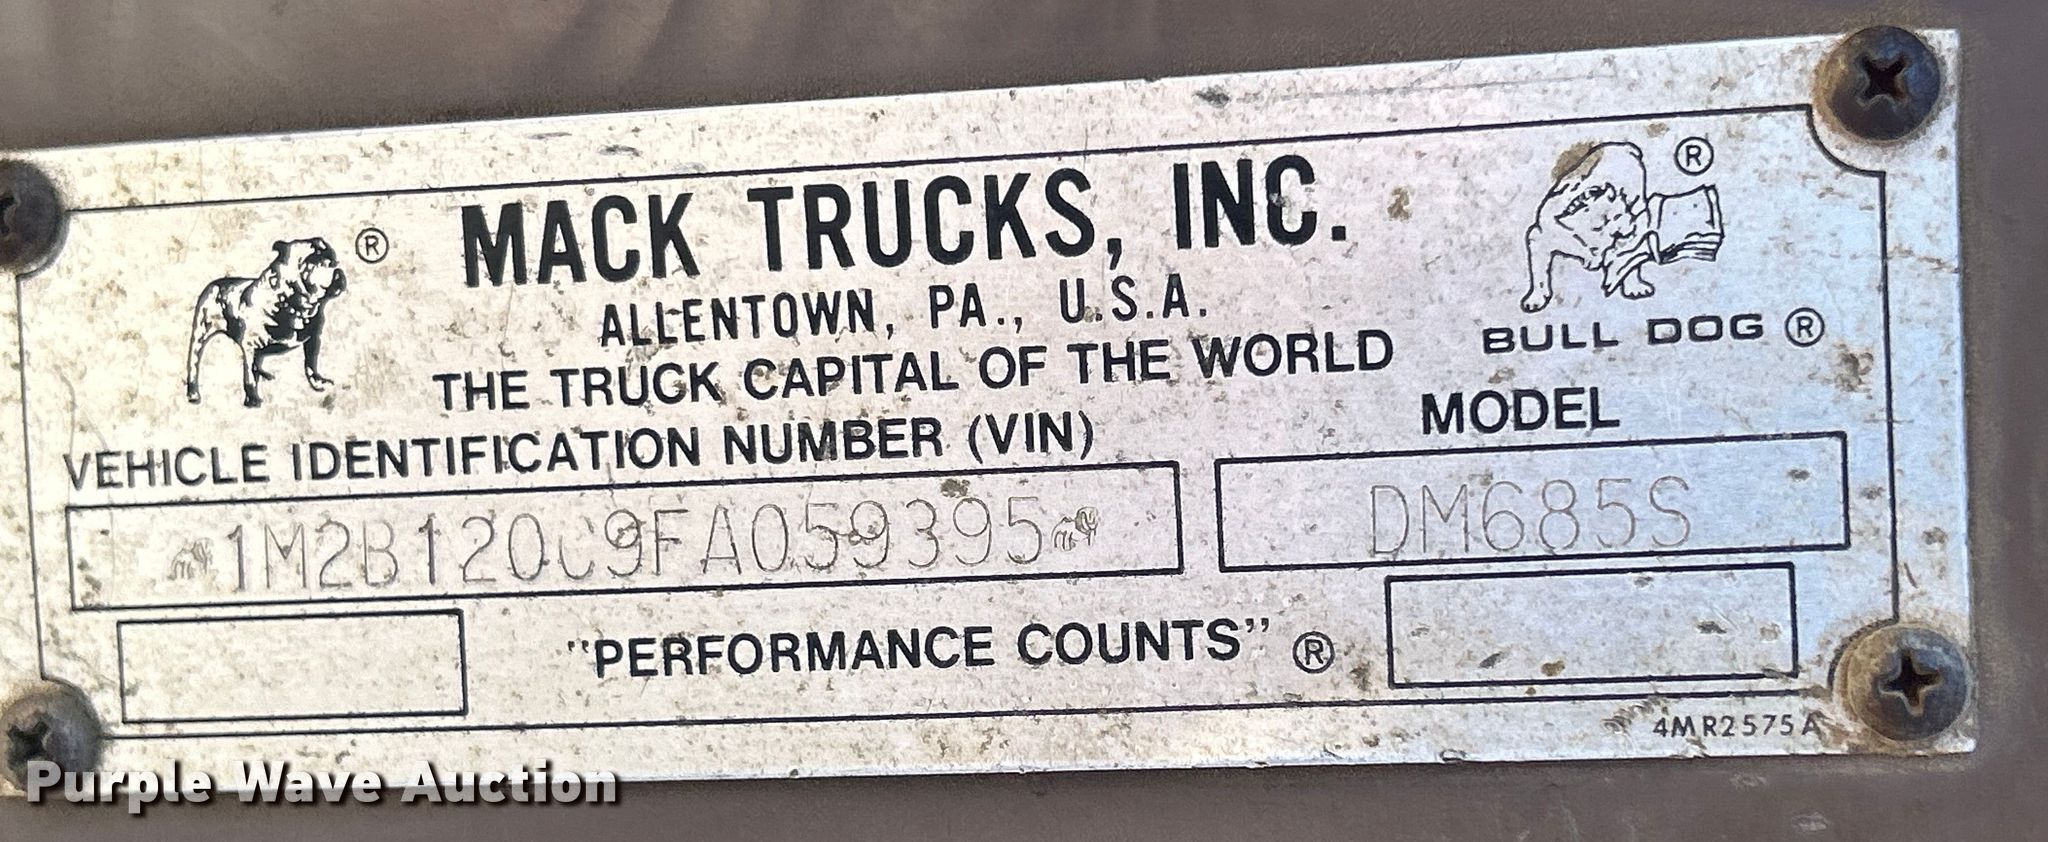 MACK TRUCKS, INC.
ALLENTOWN, PA., U.S.A.
THE TRUCK CAPITAL OF THE WORLD
® ®
BULL DOG ®
VEHICLE IDENTIFICATION NUMBER (VIN)
1M2B120C9FA059395
MODEL
DM685S
"PERFORMANCE COUNTS" ®
4MR2575A
Purple Wave Auction